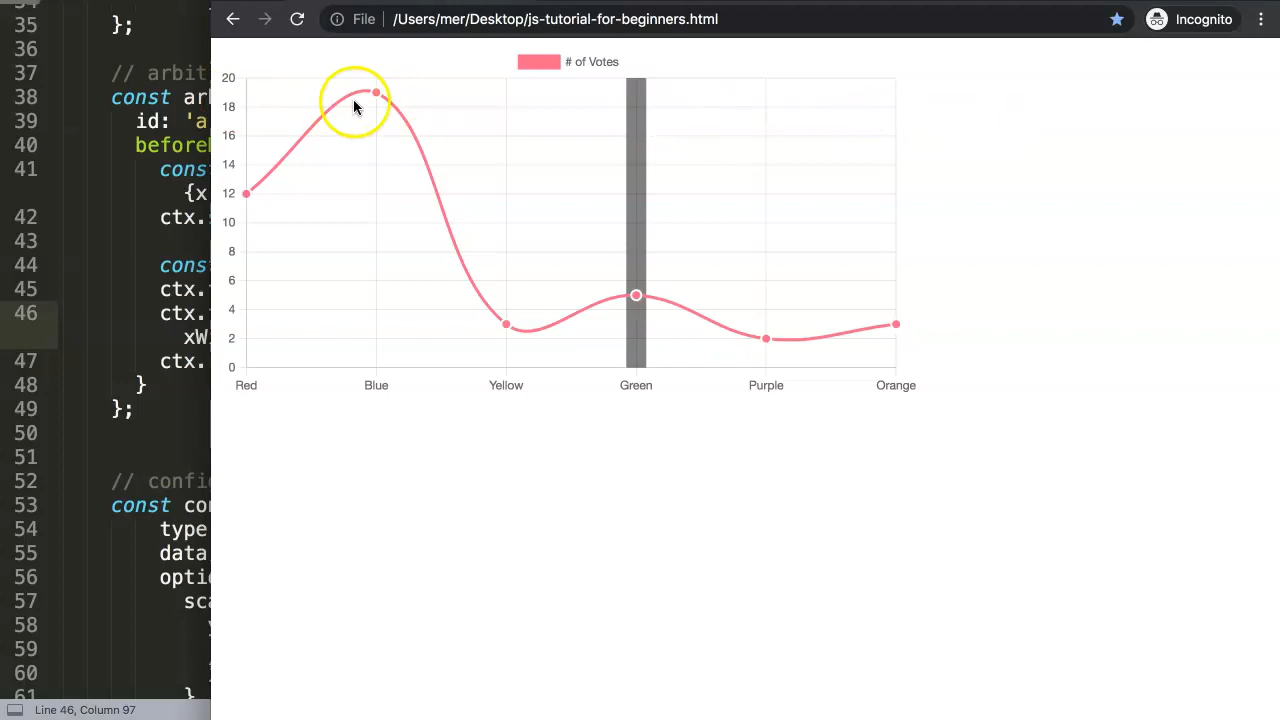 File /Users/mer/Desktop/js-tutorial-for-beginners.html Incognito
35 };
36
37 // arbit
38 const ar
39 id: 'a
40 before
41 cons
{x
42 ctx.
43
44 cons
45 ctx.
46 ctx.
xW
47 ctx.
48 }
49 };
50
51
52 // confi
53 const co
54 type
55 data
56 optio
57 sca
58
59
60
61 }
Line 46, Column 97
# of Votes
20
18
16
14
12
10
8
6
4
2
0
Red Blue Yellow Green Purple Orange